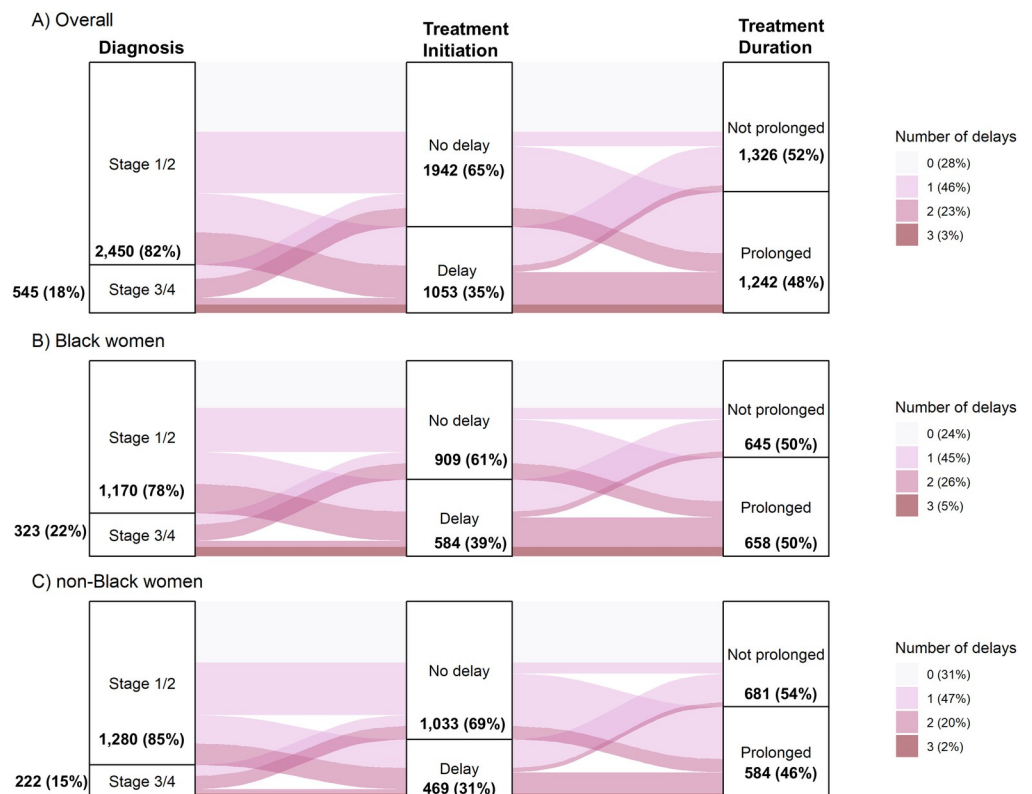 A) Overall
Diagnosis
Treatment
Initiation
Treatment
Duration
Stage 1/2
2,450 (82%)
545 (18%)
Stage 3/4
No delay
1942 (65%)
Delay
1053 (35%)
Not prolonged
1,326 (52%)
Prolonged
1,242 (48%)
Number of delays
0 (28%)
1 (46%)
2 (23%)
3 (3%)
B) Black women
Stage 1/2
1,170 (78%)
323 (22%)
Stage 3/4
No delay
909 (61%)
Delay
584 (39%)
Not prolonged
645 (50%)
Prolonged
658 (50%)
Number of delays
0 (24%)
1 (45%)
2 (26%)
3 (5%)
C) non-Black women
Stage 1/2
1,280 (85%)
222 (15%)
Stage 3/4
No delay
1,033 (69%)
Delay
469 (31%)
Not prolonged
681 (54%)
Prolonged
584 (46%)
Number of delays
0 (31%)
1 (47%)
2 (20%)
3 (2%)